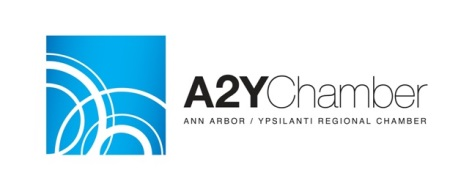 A2YChamber
ANN ARBOR / YPSILANTI REGIONAL CHAMBER